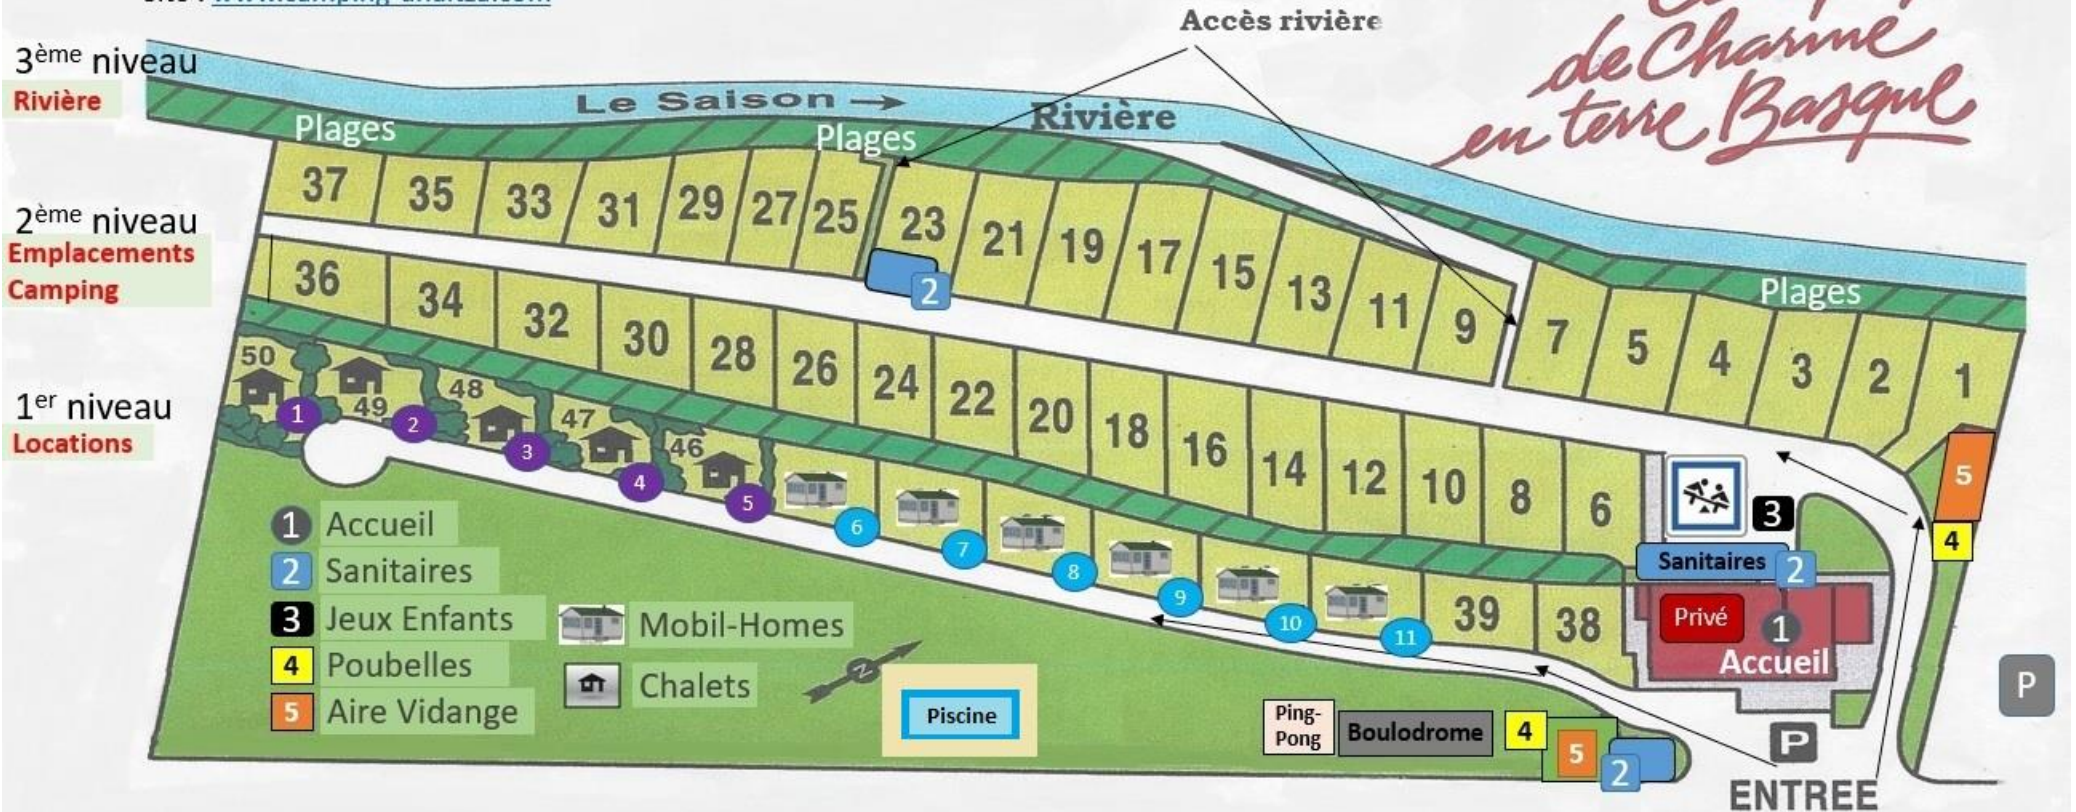 3ème niveau
Rivière
Accès rivière
de Charme
en terre Basque
Le Saison →
Rivière
Plages
Plages
Plages
2ème niveau
Emplacements
Camping
37 35 33 31 29 27 25 23 21 19 17 15 13 11 9 7 5 4 3 2 1
2
36 34 32 30 28 26 24 22 20 18 16 14 12 10 8 6
1er niveau
Locations
50 49 48 47 46
1 2 3 4 5 6 7 8 9 10 11
39 38
3
5
4
Sanitaires 2
Privé
1
Accueil
1 Accueil
2 Sanitaires
3 Jeux Enfants
4 Poubelles
5 Aire Vidange
Mobil-Homes
Chalets
N
Piscine
Ping-
Pong
Boulodrome
4
5
2
P
P
ENTREE